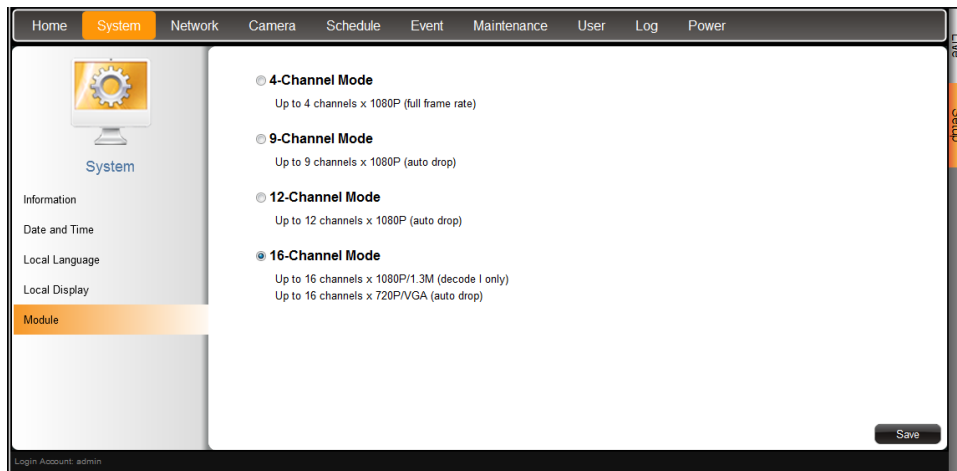 Home System Network Camera Schedule Event Maintenance User Log Power
Live
Setup
System
Information
Date and Time
Local Language
Local Display
Module
4-Channel Mode
Up to 4 channels x 1080P (full frame rate)
9-Channel Mode
Up to 9 channels x 1080P (auto drop)
12-Channel Mode
Up to 12 channels x 1080P (auto drop)
16-Channel Mode
Up to 16 channels x 1080P/1.3M (decode I only)
Up to 16 channels x 720P/VGA (auto drop)
Save
Login Account: admin